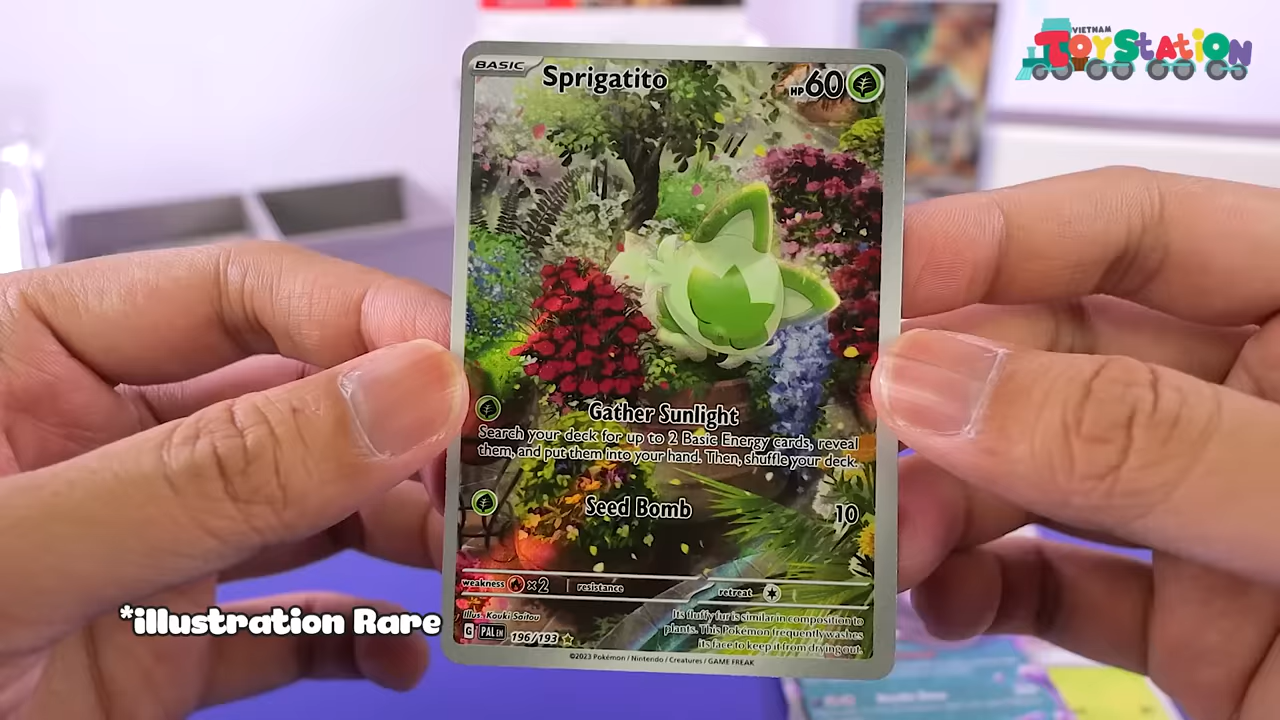 VIETNAM
ToyStation
BASIC
Sprigatito
HP60
Gather Sunlight
Search your deck for up to 2 Basic Energy cards, reveal
them, and put them into your hand. Then, shuffle your deck.
Seed Bomb
10
weakness
×2
resistance
retreat
Illus. Kouki Saitou
G
PAL EN
196/193
Its fluffy fur is similar in composition to
plants. This Pokémon frequently washes
its face to keep it from drying out.
©2023 Pokémon / Nintendo / Creatures / GAME FREAK
*illustration Rare